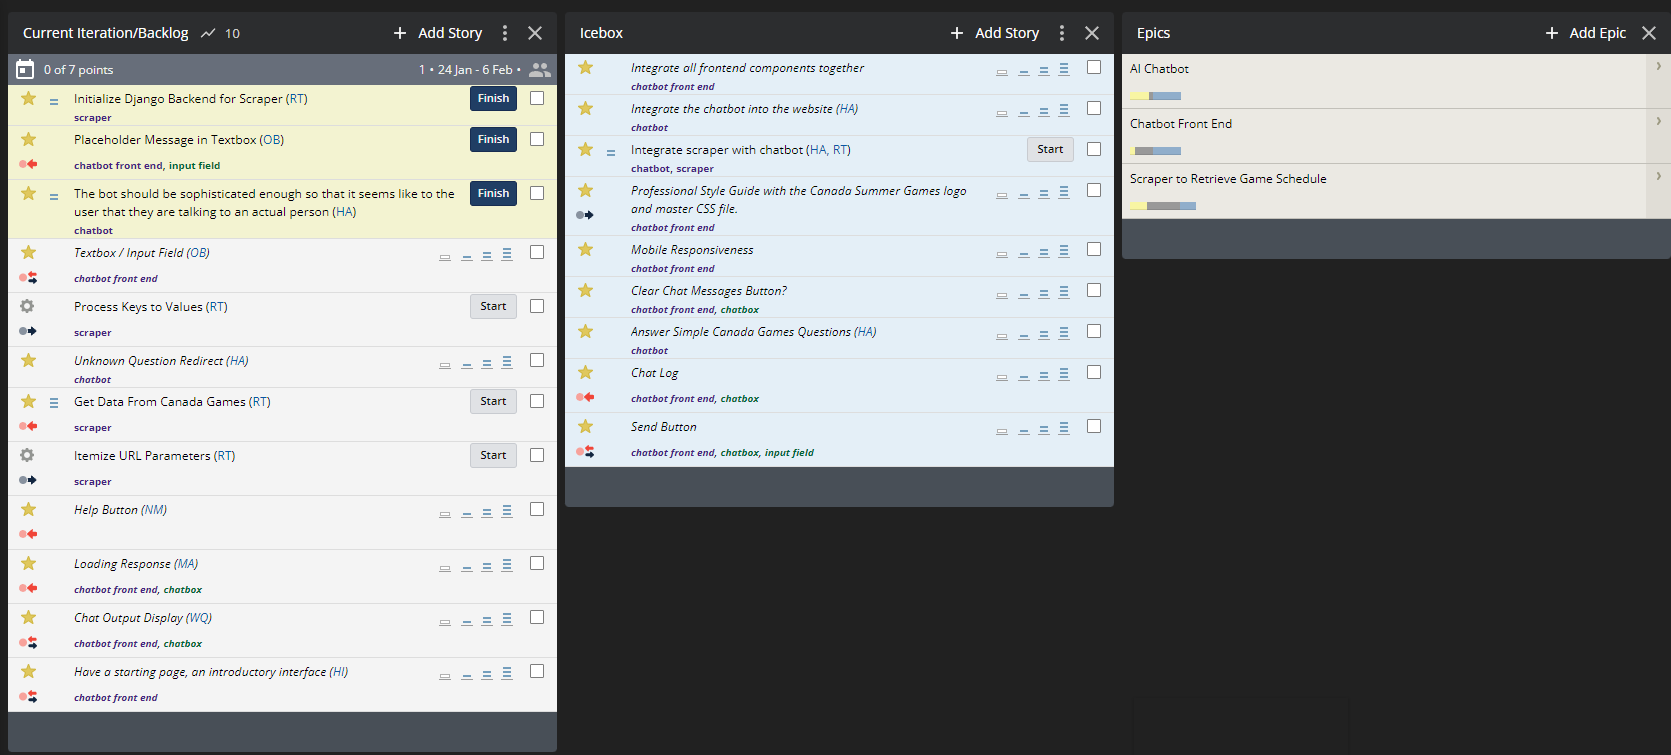 Current Iteration/Backlog 10 Add Story
0 of 7 points 1 • 24 Jan - 6 Feb •
Initialize Django Backend for Scraper (RT) Finish
scraper
Placeholder Message in Textbox (OB) Finish
chatbot front end, input field
The bot should be sophisticated enough so that it seems like to the Finish
user that they are talking to an actual person (HA)
chatbot
Textbox / Input Field (OB)
chatbot front end
Process Keys to Values (RT) Start
scraper
Unknown Question Redirect (HA)
chatbot
Get Data From Canada Games (RT) Start
scraper
Itemize URL Parameters (RT) Start
scraper
Help Button (NM)
Loading Response (MA)
chatbot front end, chatbox
Chat Output Display (WQ)
chatbot front end, chatbox
Have a starting page, an introductory interface (HI)
chatbot front end
Icebox Add Story
Integrate all frontend components together
chatbot front end
Integrate the chatbot into the website (HA)
chatbot
Integrate scraper with chatbot (HA, RT) Start
chatbot, scraper
Professional Style Guide with the Canada Summer Games logo
and master CSS file.
chatbot front end
Mobile Responsiveness
chatbot front end
Clear Chat Messages Button?
chatbot front end, chatbox
Answer Simple Canada Games Questions (HA)
chatbot
Chat Log
chatbot front end, chatbox
Send Button
chatbot front end, chatbox, input field
Epics Add Epic
AI Chatbot
Chatbot Front End
Scraper to Retrieve Game Schedule